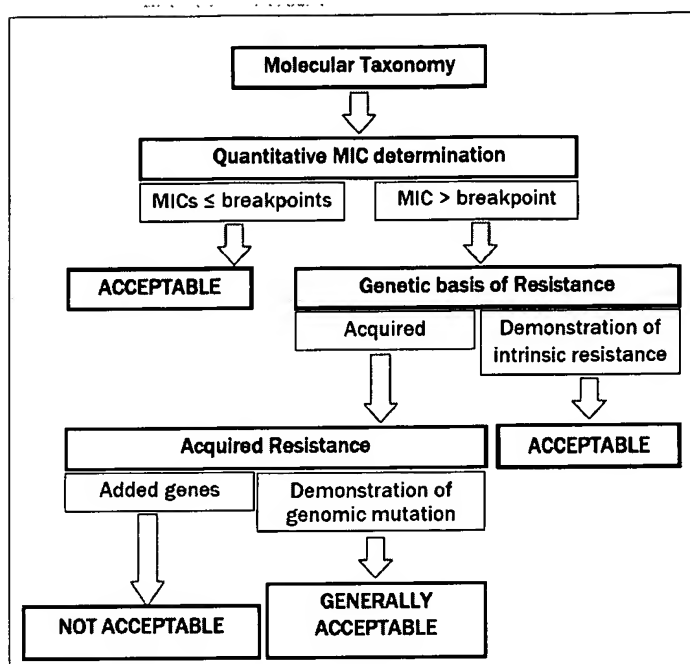 Molecular Taxonomy
Quantitative MIC determination
MICs ≤ breakpoints
MIC > breakpoint
ACCEPTABLE
Genetic basis of Resistance
Acquired
Demonstration of
intrinsic resistance
Acquired Resistance
ACCEPTABLE
Added genes
Demonstration of
genomic mutation
NOT ACCEPTABLE
GENERALLY
ACCEPTABLE